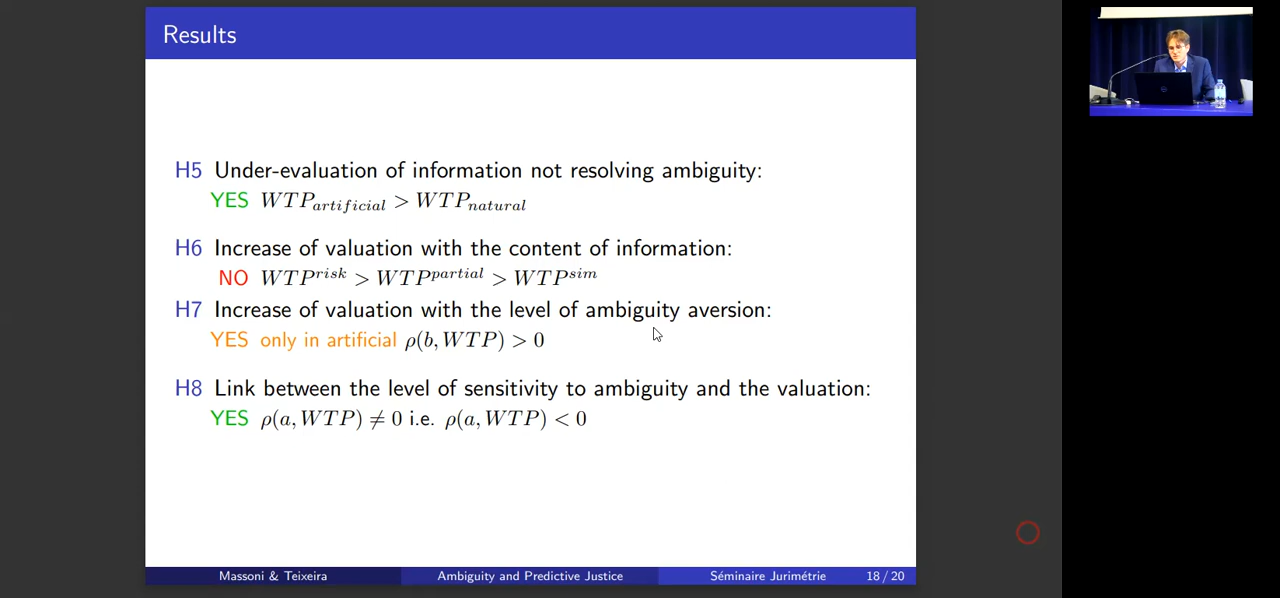 Results
H5 Under-evaluation of information not resolving ambiguity:
YES WTP_artificial > WTP_natural
H6 Increase of valuation with the content of information:
NO WTP^risk > WTP^partial > WTP^sim
H7 Increase of valuation with the level of ambiguity aversion:
YES only in artificial ρ(b, WTP) > 0
H8 Link between the level of sensitivity to ambiguity and the valuation:
YES ρ(a, WTP) ≠ 0 i.e. ρ(a, WTP) < 0
Massoni & Teixeira Ambiguity and Predictive Justice Séminaire Jurimétrie 18 / 20